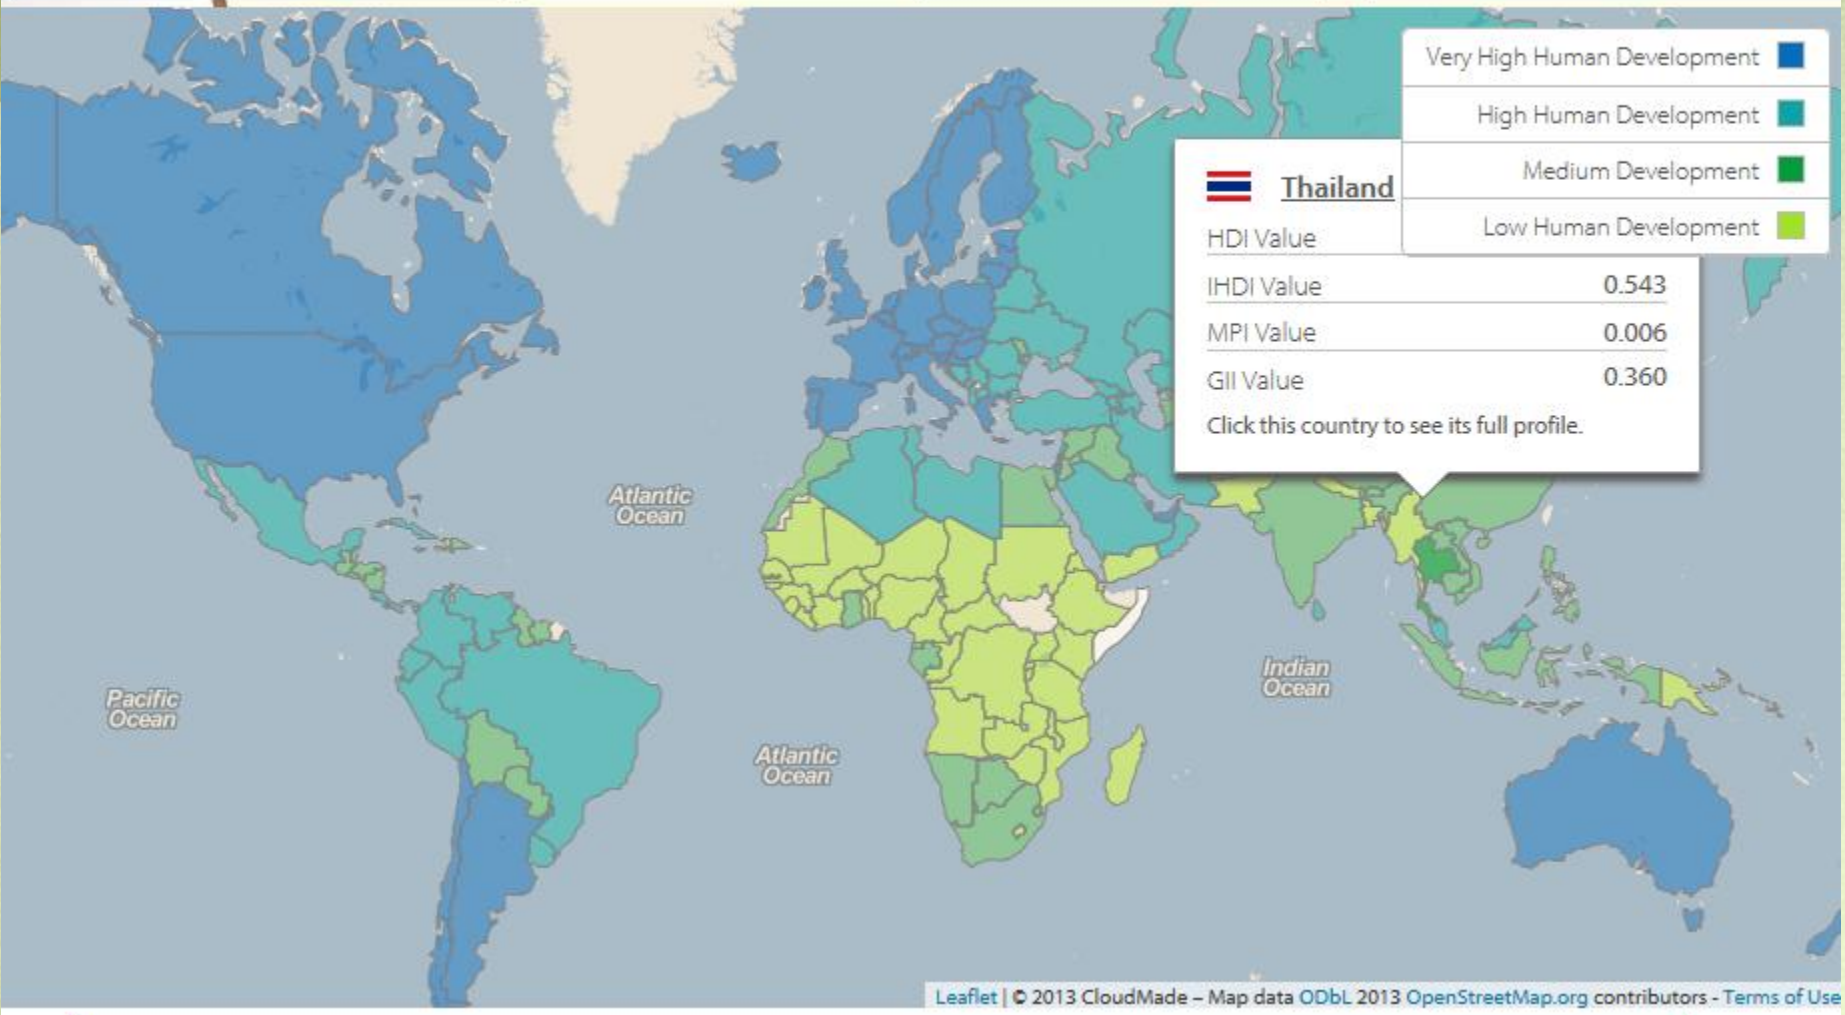 Very High Human Development
High Human Development
Medium Development
Low Human Development
Thailand
HDI Value
IHDI Value 0.543
MPI Value 0.006
GII Value 0.360
Click this country to see its full profile.
Atlantic
Ocean
Pacific
Ocean
Atlantic
Ocean
Indian
Ocean
Leaflet | © 2013 CloudMade – Map data ODbL 2013 OpenStreetMap.org contributors - Terms of Use